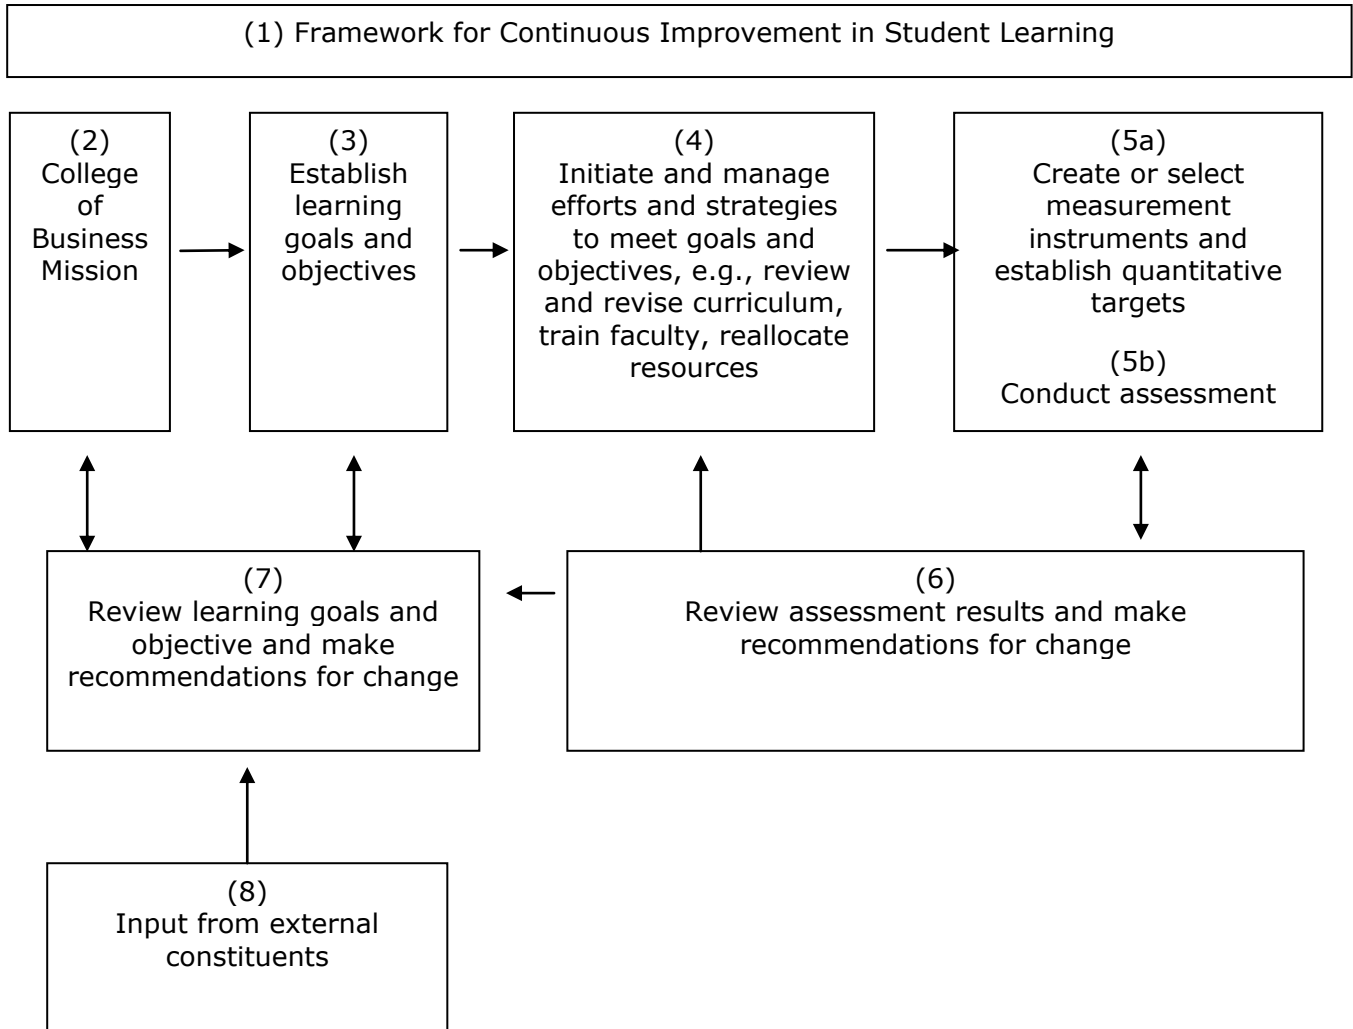 (1) Framework for Continuous Improvement in Student Learning
(2)
College
of
Business
Mission
(3)
Establish
learning
goals and
objectives
(4)
Initiate and manage
efforts and strategies
to meet goals and
objectives, e.g., review
and revise curriculum,
train faculty, reallocate
resources
(5a)
Create or select
measurement
instruments and
establish quantitative
targets
(5b)
Conduct assessment
(7)
Review learning goals and
objective and make
recommendations for change
(6)
Review assessment results and make
recommendations for change
(8)
Input from external
constituents